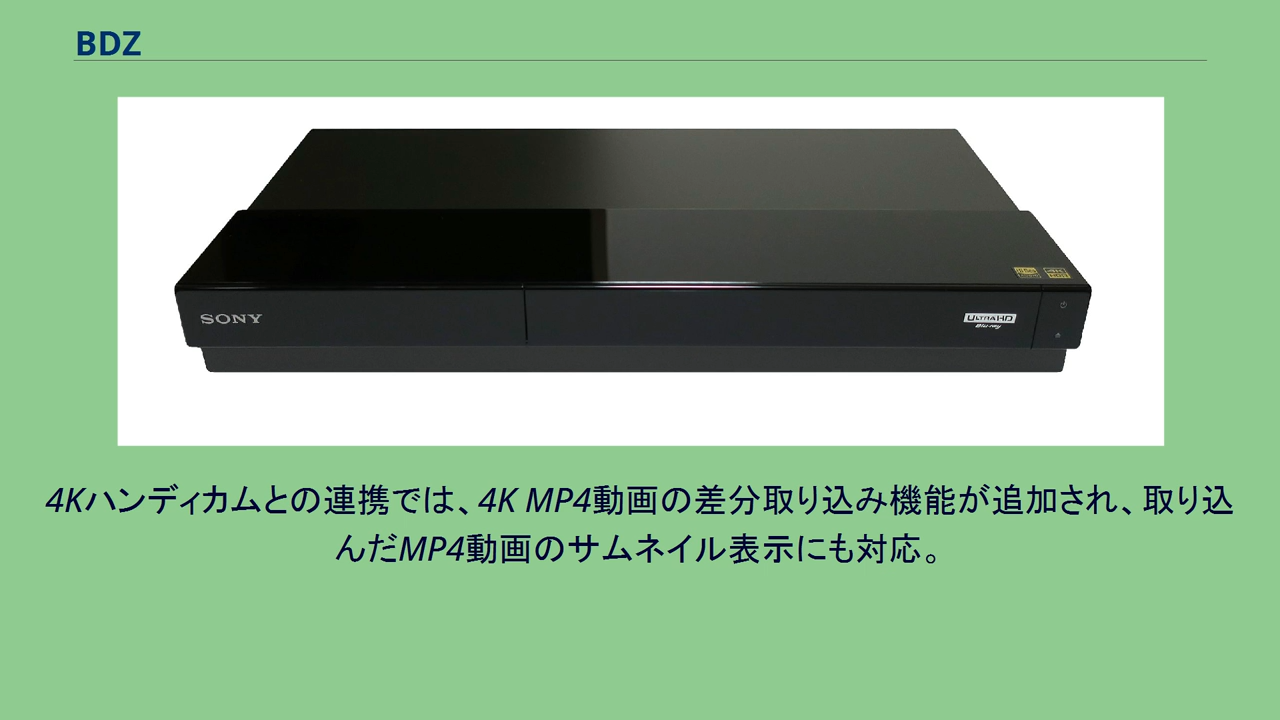 BDZ
SONY
ULTRA HD
Blu-ray
4Kハンディカムとの連携では、4K MP4動画の差分取り込み機能が追加され、取り込
んだMP4動画のサムネイル表示にも対応。